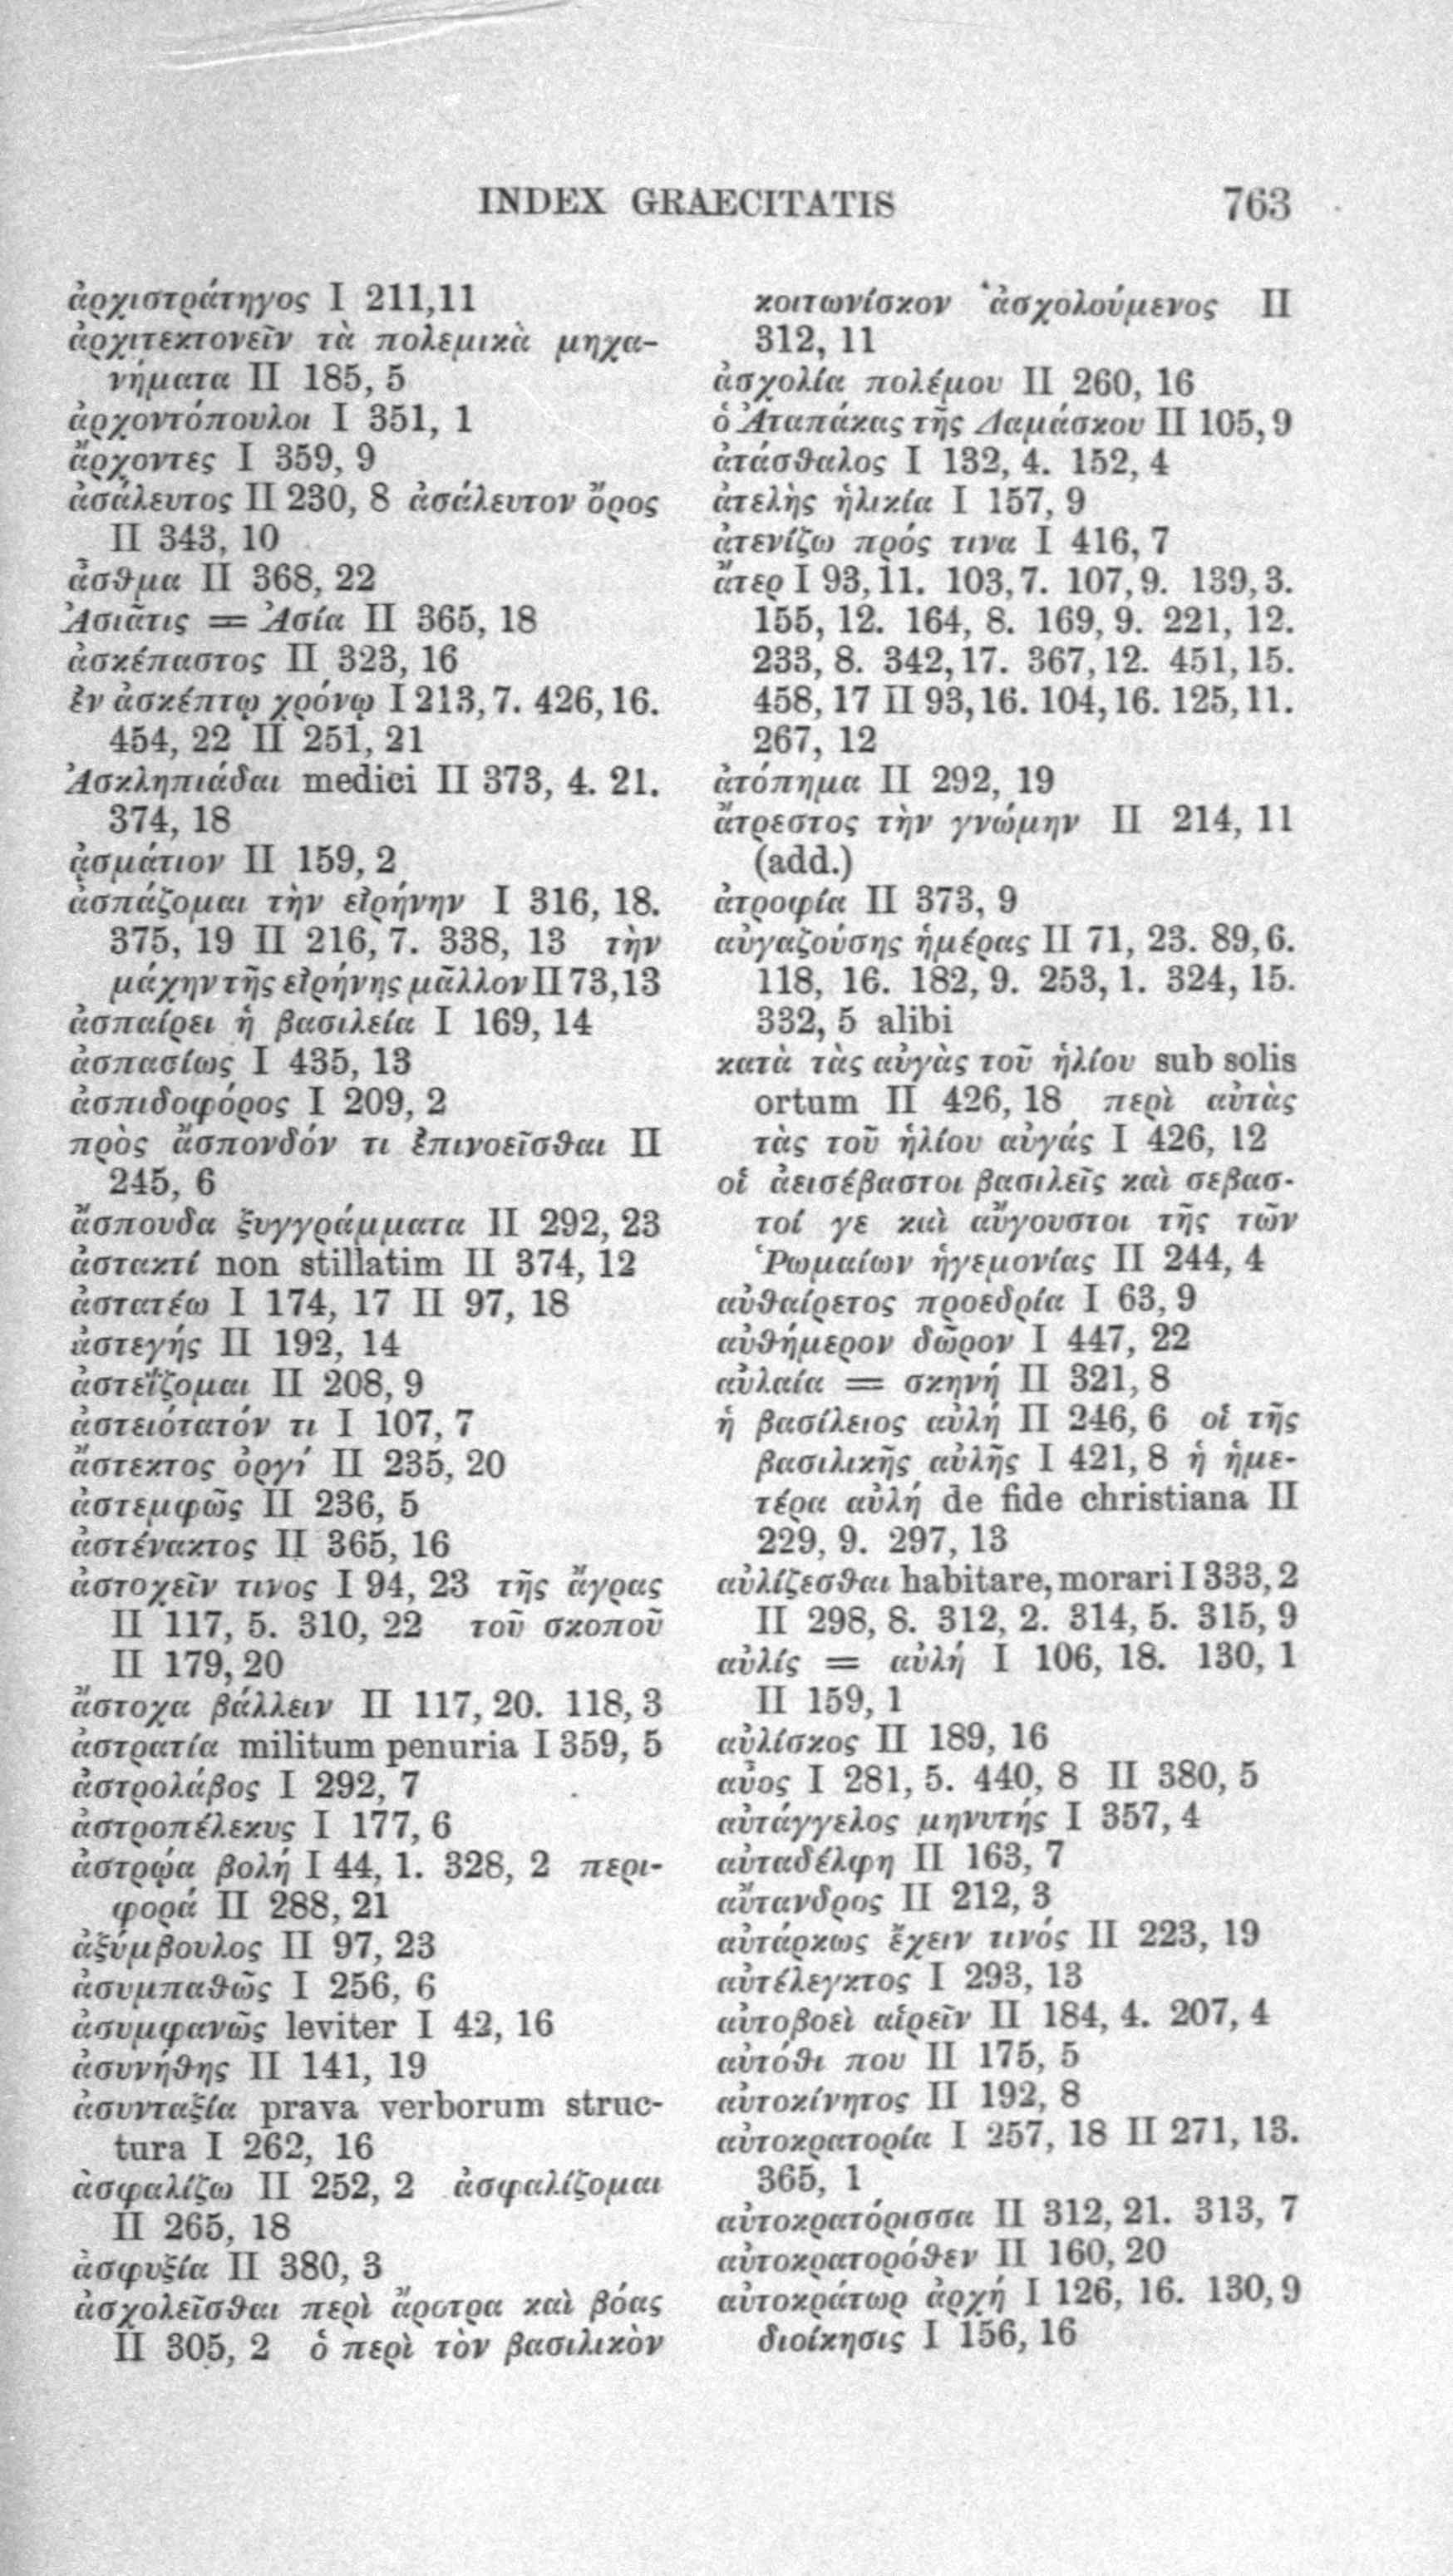 INDEX GRAECITATIS 763
ἀρχιστράτηγος I 211,11
ἀρχιτεκτονεῖν τὰ πολεμικὰ μηχα-
νήματα II 185, 5
ἀρχοντόπουλοι I 351, 1
ἄρχοντες I 359, 9
ἀσάλευτος II 230, 8 ἀσάλευτον ὄρος
II 343, 10
ἆσθμα II 368, 22
Ἀσιᾶτις = Ἀσία II 365, 18
ἀσκέπαστος II 323, 16
ἐν ἀσκέπτῳ χρόνῳ I 213, 7. 426, 16.
454, 22 II 251, 21
Ἀσκληπιάδαι medici II 373, 4. 21.
374, 18
ᾀσμάτιον II 159, 2
ἀσπάζομαι τὴν εἰρήνην I 316, 18.
375, 19 II 216, 7. 338, 13 τὴν
μάχην τῆς εἰρήνης μᾶλλον II 73,13
ἀσπαίρει ἡ βασιλεία I 169, 14
ἀσπασίως I 435, 13
ἀσπιδοφόρος I 209, 2
πρὸς ἄσπονδόν τι ἐπινοεῖσθαι II
245, 6
ἄσπουδα ξυγγράμματα II 292, 23
ἀστακτί non stillatim II 374, 12
ἀστατέω I 174, 17 II 97, 18
ἀστεγής II 192, 14
ἀστεΐζομαι II 208, 9
ἀστειότατόν τι I 107, 7
ἄστεκτος ὀργή II 235, 20
ἀστεμφῶς II 236, 5
ἀστένακτος II 365, 16
ἀστοχεῖν τινος I 94, 23 τῆς ἄγρας
II 117, 5. 310, 22 τοῦ σκοποῦ
II 179, 20
ἄστοχα βάλλειν II 117, 20. 118, 3
ἀστρατία militum penuria I 359, 5
ἀστρολάβος I 292, 7
ἀστροπέλεκυς I 177, 6
ἀστρῴα βολή I 44, 1. 328, 2 περι-
φορά II 288, 21
ἀξύμβουλος II 97, 23
ἀσυμπαθῶς I 256, 6
ἀσυμφανῶς leviter I 42, 16
ἀσυνήθης II 141, 19
ἀσυνταξία prava verborum struc-
tura I 262, 16
ἀσφαλίζω II 252, 2 ἀσφαλίζομαι
II 265, 18
ἀσφυξία II 380, 3
ἀσχολεῖσθαι περὶ ἄροτρα καὶ βόας
II 305, 2 ὁ περὶ τὸν βασιλικὸν
κοιτωνίσκον ἀσχολούμενος II
312, 11
ἀσχολία πολέμου II 260, 16
ὁ Ἀταπάκας τῆς Δαμάσκου II 105, 9
ἀτάσθαλος I 132, 4. 152, 4
ἀτελὴς ἡλικία I 157, 9
ἀτενίζω πρός τινα I 416, 7
ἄτερ I 93, 11. 103, 7. 107, 9. 139, 3.
155, 12. 164, 8. 169, 9. 221, 12.
233, 8. 342, 17. 367, 12. 451, 15.
458, 17 II 93, 16. 104, 16. 125, 11.
267, 12
ἀτόπημα II 292, 19
ἄτρεστος τὴν γνώμην II 214, 11
(add.)
ἀτροφία II 373, 9
αὐγαζούσης ἡμέρας II 71, 23. 89, 6.
118, 16. 182, 9. 253, 1. 324, 15.
332, 5 alibi
κατὰ τὰς αὐγὰς τοῦ ἡλίου sub solis
ortum II 426, 18 περὶ αὐτὰς
τὰς τοῦ ἡλίου αὐγάς I 426, 12
οἱ ἀεισέβαστοι βασιλεῖς καὶ σεβασ-
τοί γε καὶ αὔγουστοι τῆς τῶν
Ῥωμαίων ἡγεμονίας II 244, 4
αὐθαίρετος προεδρία I 63, 9
αὐθήμερον δῶρον I 447, 22
αὐλαία = σκηνή II 321, 8
ἡ βασίλειος αὐλή II 246, 6 οἱ τῆς
βασιλικῆς αὐλῆς I 421, 8 ἡ ἡμε-
τέρα αὐλή de fide christiana II
229, 9. 297, 13
αὐλίζεσθαι habitare, morari I 333, 2
II 298, 8. 312, 2. 314, 5. 315, 9
αὐλίς = αὐλή I 106, 18. 130, 1
II 159, 1
αὐλίσκος II 189, 16
αὖος I 281, 5. 440, 8 II 380, 5
αὐτάγγελος μηνυτής I 357, 4
αὐταδέλφη II 163, 7
αὔτανδρος II 212, 3
αὐτάρκως ἔχειν τινός II 223, 19
αὐτέλεγκτος I 293, 13
αὐτοβοεὶ αἱρεῖν II 184, 4. 207, 4
αὐτόθι που II 175, 5
αὐτοκίνητος II 192, 8
αὐτοκρατορία I 257, 18 II 271, 13.
365, 1
αὐτοκρατόρισσα II 312, 21. 313, 7
αὐτοκρατορόθεν II 160, 20
αὐτοκράτωρ ἀρχή I 126, 16. 130, 9
διοίκησις I 156, 16